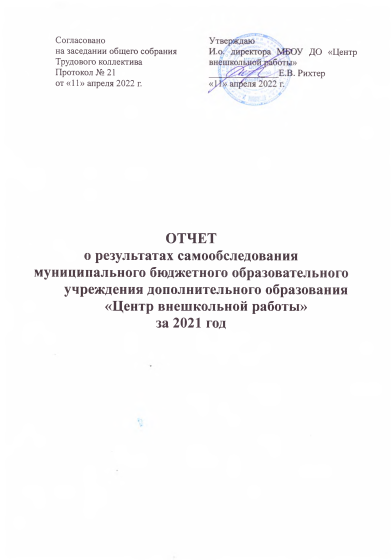 Согласовано
на заседании общего собрания
Трудового коллектива
Протокол № 21
от «11» апреля 2022 г.
Утверждаю
И.о. директора МБОУ ДО «Центр
внешкольной работы»
Е.В. Рихтер
«11» апреля 2022 г.
ОТЧЕТ
о результатах самообследования
муниципального бюджетного образовательного
учреждения дополнительного образования
«Центр внешкольной работы»
за 2021 год